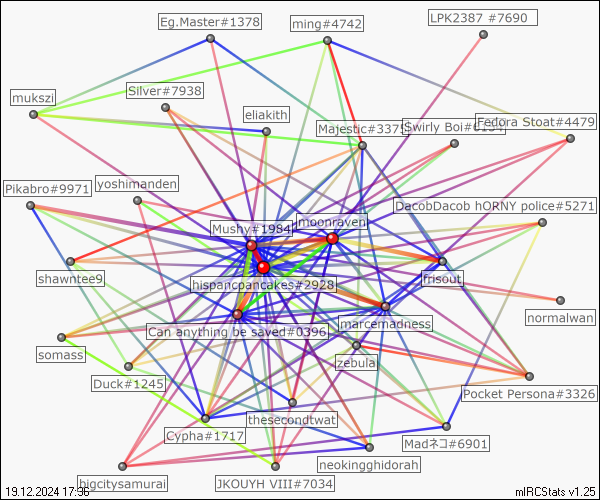 Eg.Master#1378
ming#4742
LPK2387 #7690
Silver#7938
mukszi
eliakith
Majestic#3375
Swirly Boi#6134
Fedora Stoat#4479
Pikabro#9971
yoshimanden
DacobDacob hORNY police#5271
Mushy#1984
moonraven
shawntee9
hispancpancakes#2928
frisout
normalwan
Can anything be saved#0396
marcemadness
somass
zebulai
Duck#1245
Pocket Persona#3326
thesecondtwat
Cypha#1717
Madネコ#6901
neokingghidorah
bigcitysamurai
JKOUYH VIII#7034
19.12.2024 17:36
mIRCStats v1.25